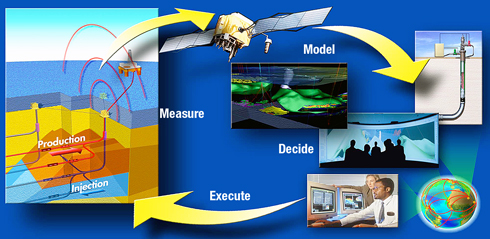 Model
Measure
Production
Decide
Injection
Execute